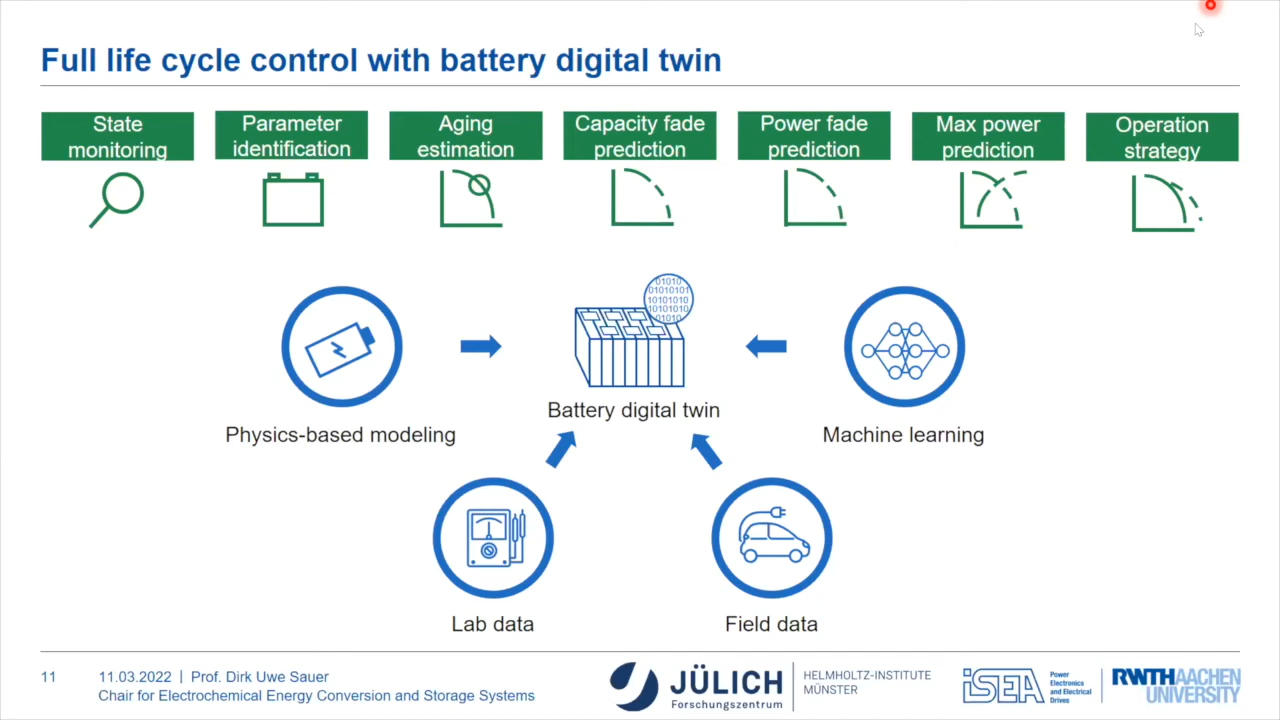 Full life cycle control with battery digital twin
State
monitoring
Parameter
identification
Aging
estimation
Capacity fade
prediction
Power fade
prediction
Max power
prediction
Operation
strategy
01010
01010101
10101010
10101010
01010
Battery digital twin
Physics-based modeling
Machine learning
Lab data
Field data
11
11.03.2022 | Prof. Dirk Uwe Sauer
Chair for Electrochemical Energy Conversion and Storage Systems
JÜLICH
Forschungszentrum
HELMHOLTZ-INSTITUTE
MÜNSTER
iSEA
Power
Electronics
and Electrical
Drives
RWTHAACHEN
UNIVERSITY